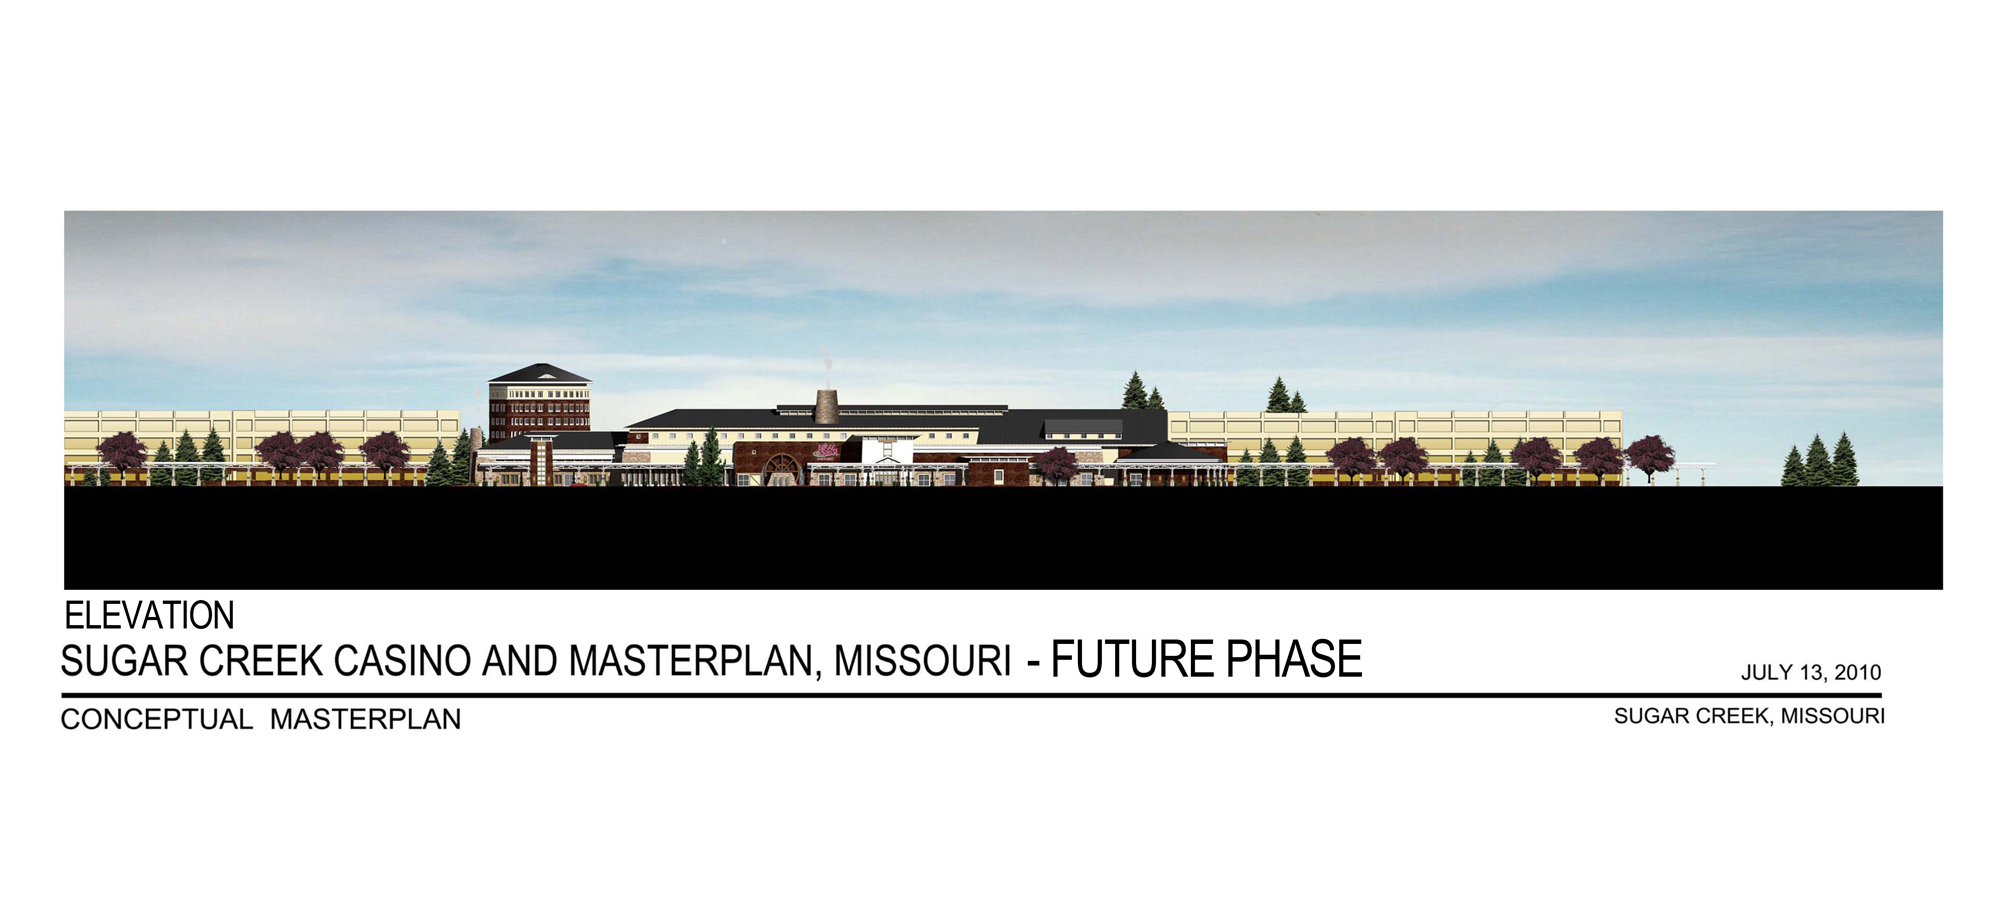 ELEVATION
SUGAR CREEK CASINO AND MASTERPLAN, MISSOURI - FUTURE PHASE
JULY 13, 2010
CONCEPTUAL MASTERPLAN
SUGAR CREEK, MISSOURI